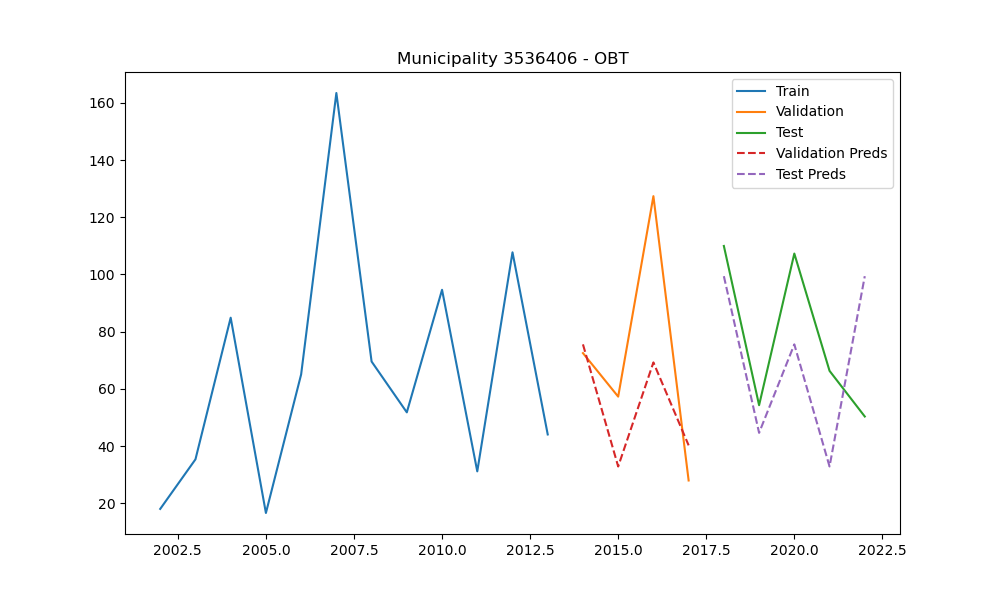 Municipality 3536406 - OBT
Train
Validation
Test
Validation Preds
Test Preds
160
140
120
100
80
60
40
20
2002.5 2005.0 2007.5 2010.0 2012.5 2015.0 2017.5 2020.0 2022.5